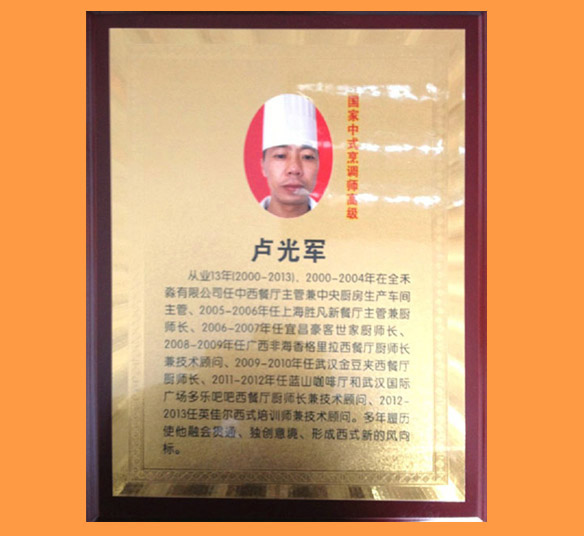 国家中式烹调师高级
卢光军
从业13年(2000-2013)、2000-2004年在全禾
淼有限公司任中西餐厅主管兼中央厨房生产车间
主管、2005-2006年任上海胜凡新餐厅主管兼厨
师长、2006-2007年任宜昌豪客世家厨师长、
2008-2009年任广西非海香格里拉西餐厅厨师长
兼技术顾问、2009-2010年任武汉金豆夹西餐厅
厨师长、2011-2012年任蓝山咖啡厅和武汉国际
广场多乐吧吧西餐厅厨师长兼技术顾问、2012-
2013任英佳尔西式培训师兼技术顾问。多年履历
使他融会贯通、独创意境、形成西式新的风向
标。